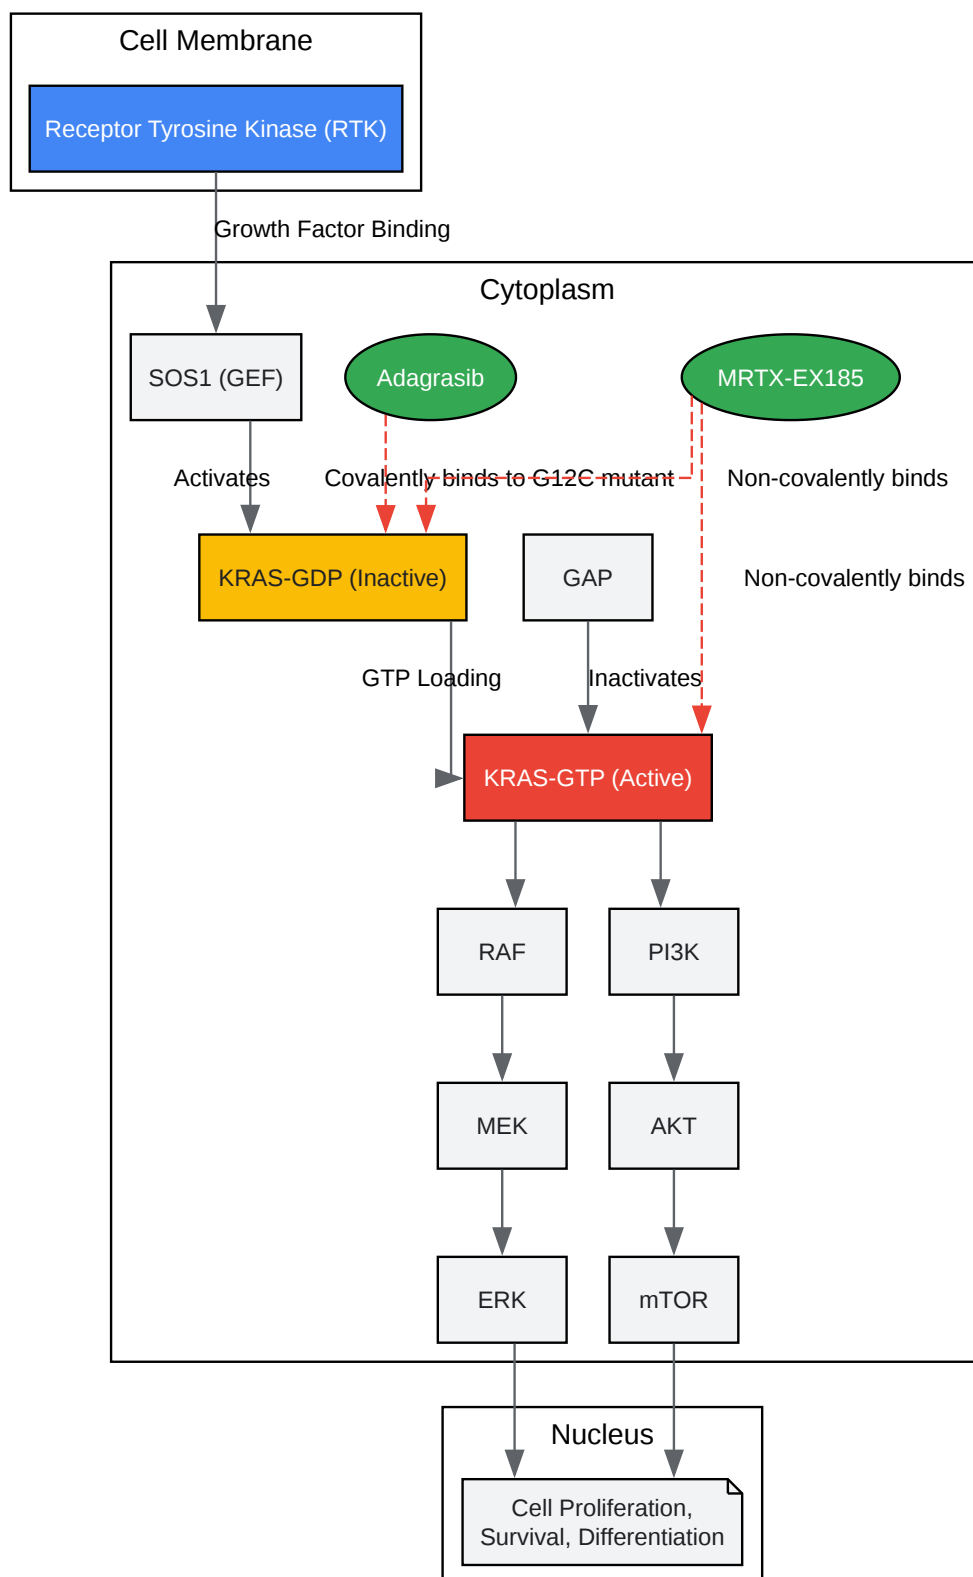 Cell Membrane
Receptor Tyrosine Kinase (RTK)
Growth Factor Binding
Cytoplasm
SOS1 (GEF)
Adagrasib
MRTX-EX185
Activates
Covalently binds to G12C mutant
Non-covalently binds
KRAS-GDP (Inactive)
GAP
Non-covalently binds
GTP Loading
Inactivates
KRAS-GTP (Active)
RAF
PI3K
MEK
AKT
ERK
mTOR
Nucleus
Cell Proliferation,
Survival, Differentiation